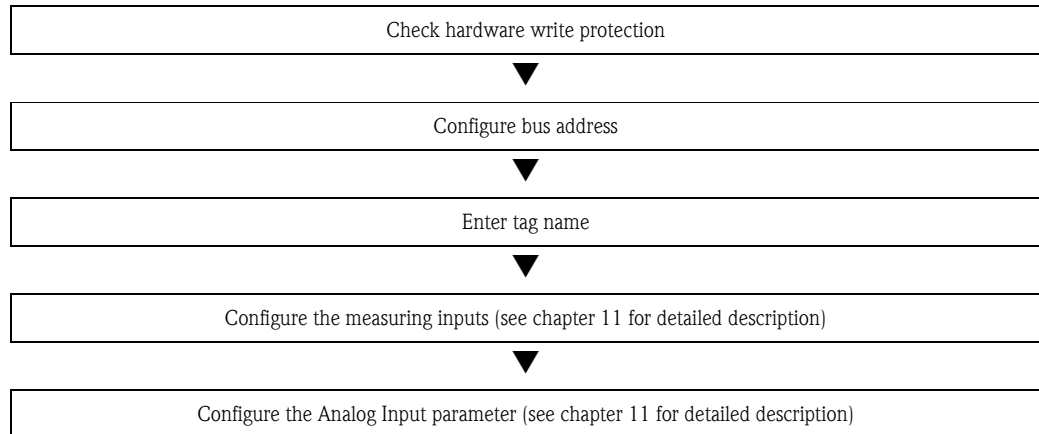 Check hardware write protection
Configure bus address
Enter tag name
Configure the measuring inputs (see chapter 11 for detailed description)
Configure the Analog Input parameter (see chapter 11 for detailed description)